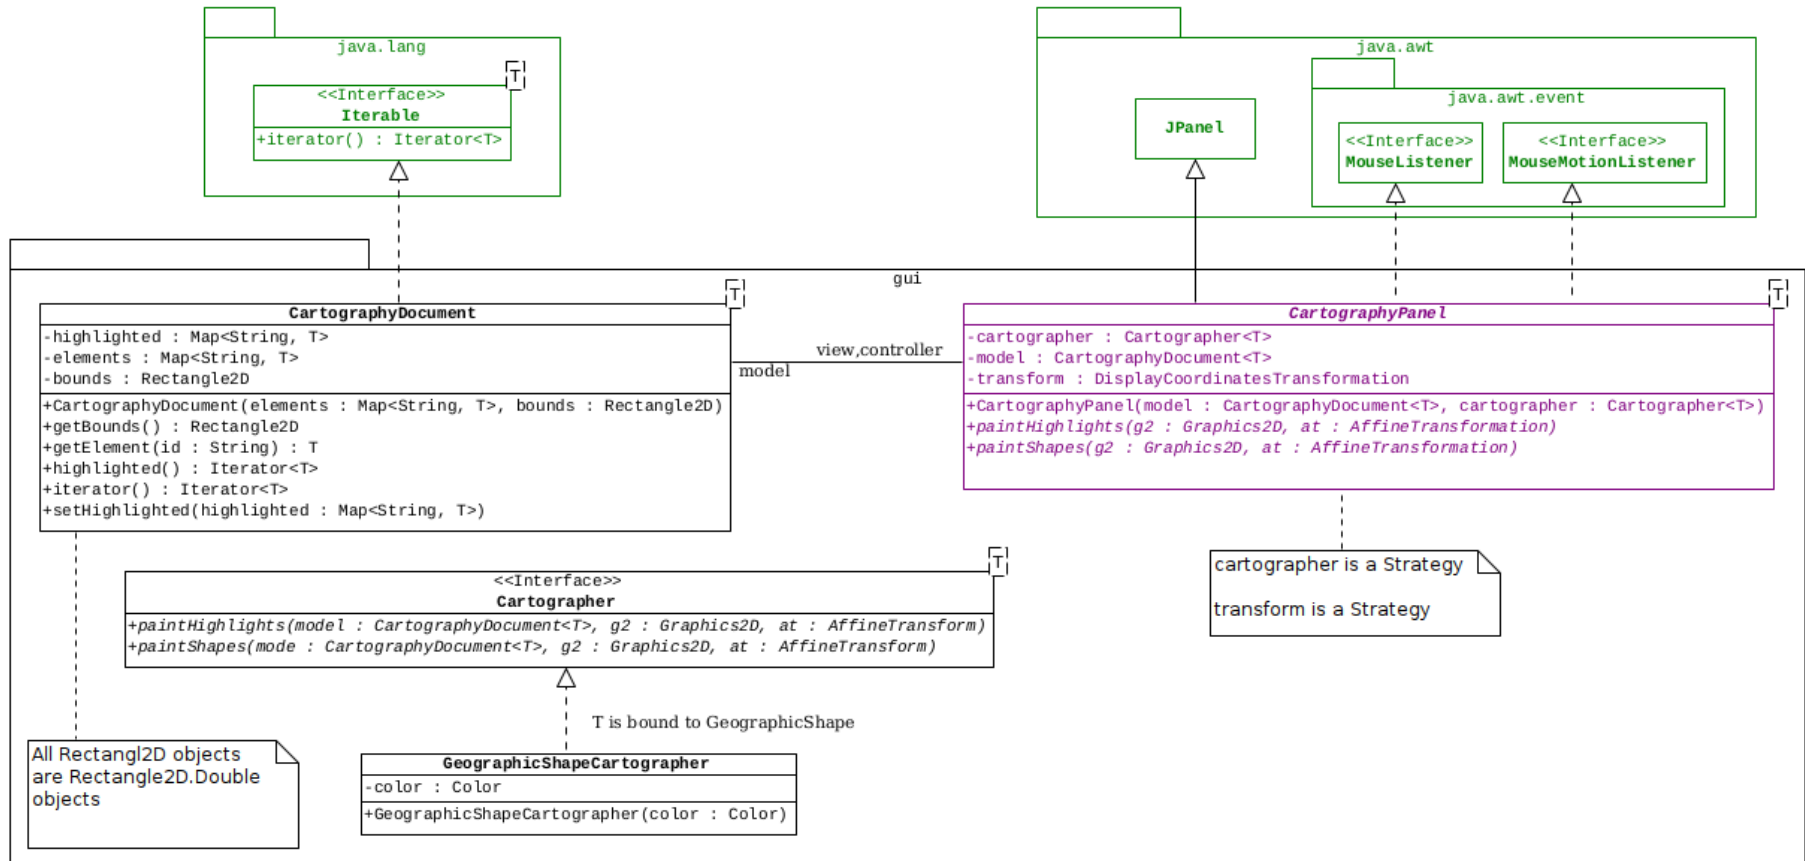 java.lang
T
<<Interface>>
Iterable
+iterator() : Iterator<T>
java.awt
JPanel
java.awt.event
<<Interface>>
MouseListener
<<Interface>>
MouseMotionListener
gui
T
CartographyDocument
-highlighted : Map<String, T>
-elements : Map<String, T>
-bounds : Rectangle2D
+CartographyDocument(elements : Map<String, T>, bounds : Rectangle2D)
+getBounds() : Rectangle2D
+getElement(id : String) : T
+highlighted() : Iterator<T>
+iterator() : Iterator<T>
+setHighlighted(highlighted : Map<String, T>)
view,controller
model
T
CartographyPanel
-cartographer : Cartographer<T>
-model : CartographyDocument<T>
-transform : DisplayCoordinatesTransformation
+CartographyPanel(model : CartographyDocument<T>, cartographer : Cartographer<T>)
+paintHighlights(g2 : Graphics2D, at : AffineTransformation)
+paintShapes(g2 : Graphics2D, at : AffineTransformation)
cartographer is a Strategy
transform is a Strategy
T
<<Interface>>
Cartographer
+paintHighlights(model : CartographyDocument<T>, g2 : Graphics2D, at : AffineTransform)
+paintShapes(mode : CartographyDocument<T>, g2 : Graphics2D, at : AffineTransform)
T is bound to GeographicShape
All Rectangl2D objects
are Rectangle2D.Double
objects
GeographicShapeCartographer
-color : Color
+GeographicShapeCartographer(color : Color)